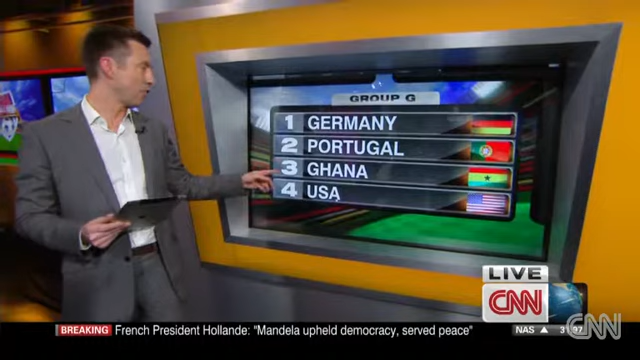 GROUP G
1 GERMANY
2 PORTUGAL
3 GHANA
4 USA
LIVE
CNN
BREAKING French President Hollande: "Mandela upheld democracy, served peace"
NAS ▲
CNN